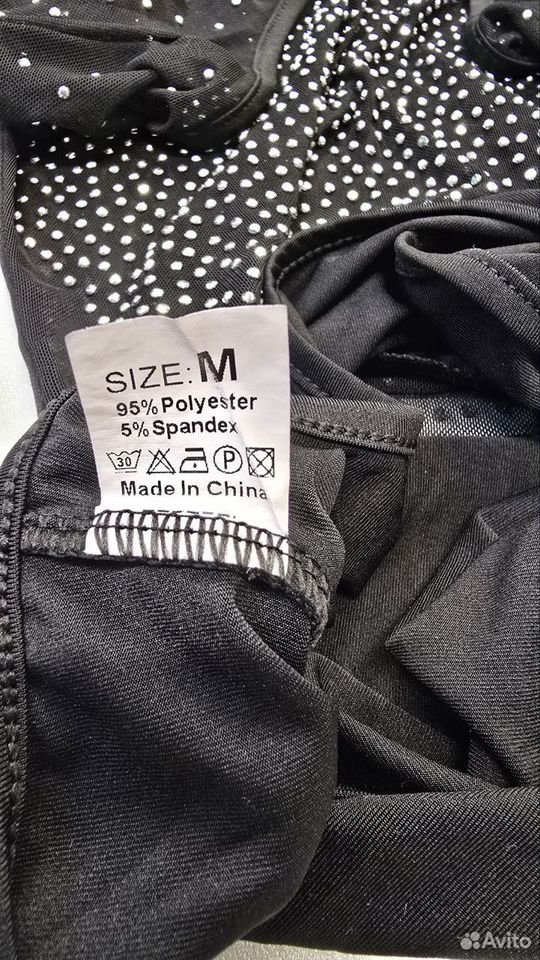 SIZE: M
95% Polyester
5% Spandex
30 P
Made In China
Avito